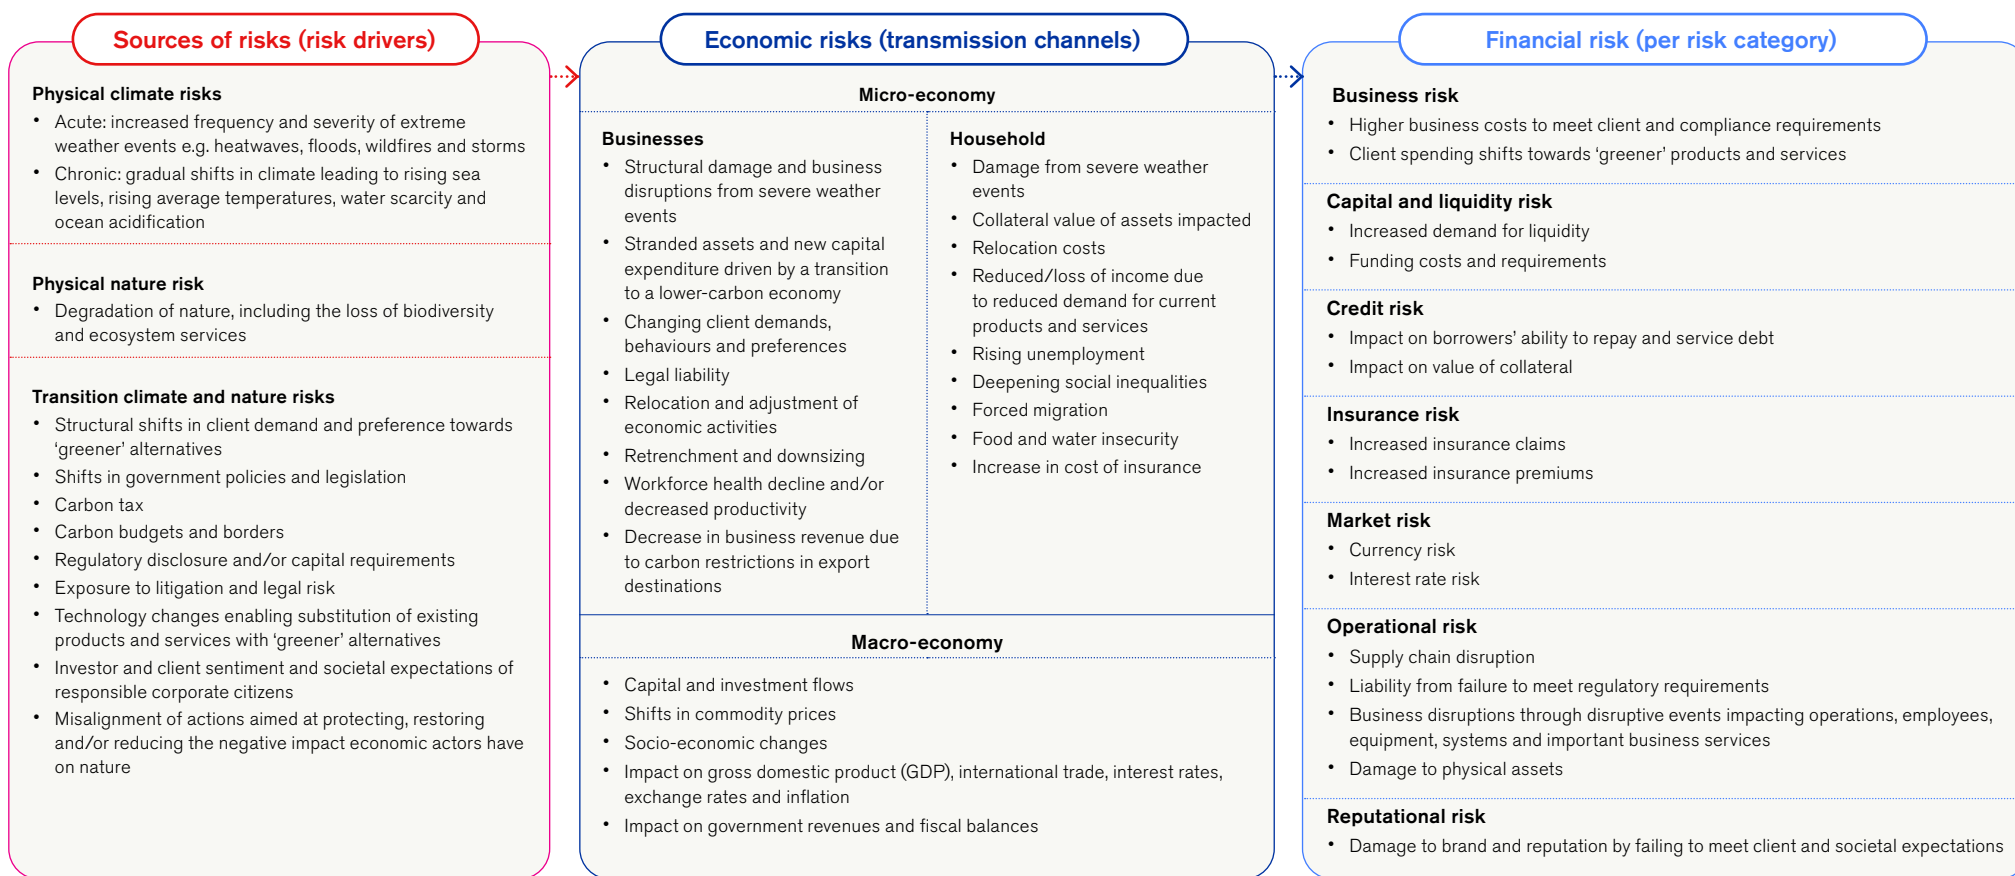 Sources of risks (risk drivers)
Physical climate risks
• Acute: increased frequency and severity of extreme
weather events e.g. heatwaves, floods, wildfires and storms
• Chronic: gradual shifts in climate leading to rising sea
levels, rising average temperatures, water scarcity and
ocean acidification
Physical nature risk
• Degradation of nature, including the loss of biodiversity
and ecosystem services
Transition climate and nature risks
• Structural shifts in client demand and preference towards
‘greener’ alternatives
• Shifts in government policies and legislation
• Carbon tax
• Carbon budgets and borders
• Regulatory disclosure and/or capital requirements
• Exposure to litigation and legal risk
• Technology changes enabling substitution of existing
products and services with ‘greener’ alternatives
• Investor and client sentiment and societal expectations of
responsible corporate citizens
• Misalignment of actions aimed at protecting, restoring
and/or reducing the negative impact economic actors have
on nature
Economic risks (transmission channels)
Micro-economy
Businesses
• Structural damage and business
disruptions from severe weather
events
• Stranded assets and new capital
expenditure driven by a transition
to a lower-carbon economy
• Changing client demands,
behaviours and preferences
• Legal liability
• Relocation and adjustment of
economic activities
• Retrenchment and downsizing
• Workforce health decline and/or
decreased productivity
• Decrease in business revenue due
to carbon restrictions in export
destinations
Household
• Damage from severe weather
events
• Collateral value of assets impacted
• Relocation costs
• Reduced/loss of income due
to reduced demand for current
products and services
• Rising unemployment
• Deepening social inequalities
• Forced migration
• Food and water insecurity
• Increase in cost of insurance
Macro-economy
• Capital and investment flows
• Shifts in commodity prices
• Socio-economic changes
• Impact on gross domestic product (GDP), international trade, interest rates,
exchange rates and inflation
• Impact on government revenues and fiscal balances
Financial risk (per risk category)
Business risk
• Higher business costs to meet client and compliance requirements
• Client spending shifts towards ‘greener’ products and services
Capital and liquidity risk
• Increased demand for liquidity
• Funding costs and requirements
Credit risk
• Impact on borrowers’ ability to repay and service debt
• Impact on value of collateral
Insurance risk
• Increased insurance claims
• Increased insurance premiums
Market risk
• Currency risk
• Interest rate risk
Operational risk
• Supply chain disruption
• Liability from failure to meet regulatory requirements
• Business disruptions through disruptive events impacting operations, employees,
equipment, systems and important business services
• Damage to physical assets
Reputational risk
• Damage to brand and reputation by failing to meet client and societal expectations